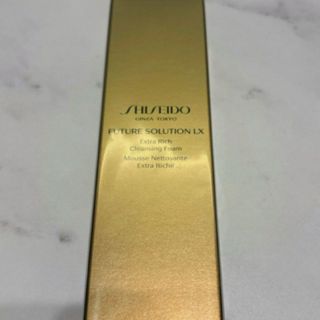 SHISEIDO
GINZA TOKYO
FUTURE SOLUTION LX
Extra Rich
Cleansing Foam
Mousse Nettoyante
Extra Riche